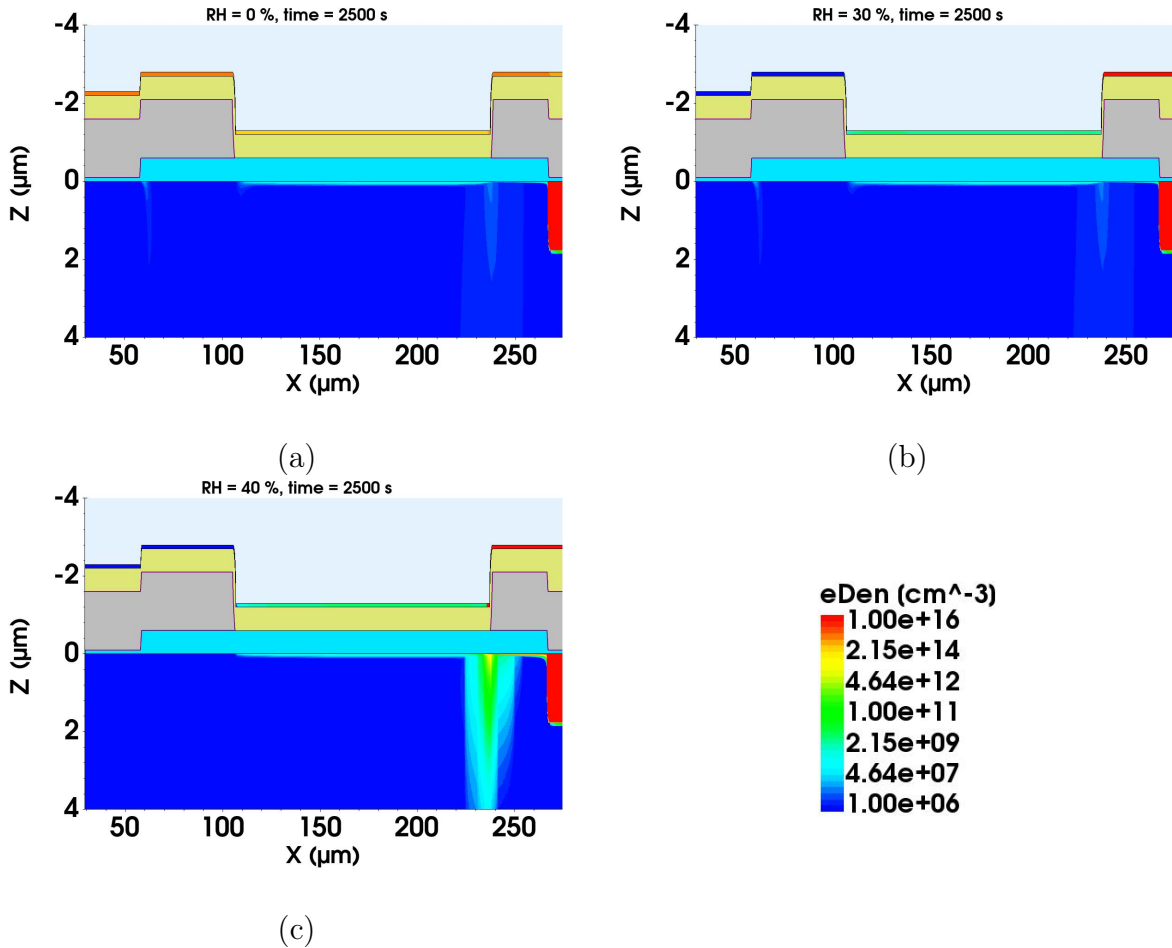 RH = 0 %, time = 2500 s
-4
-2
0
2
4
Z (µm)
50 100 150 200 250
X (µm)
(a)
RH = 30 %, time = 2500 s
-4
-2
0
2
4
Z (µm)
50 100 150 200 250
X (µm)
(b)
RH = 40 %, time = 2500 s
-4
-2
0
2
4
Z (µm)
50 100 150 200 250
X (µm)
(c)
eDen (cm^-3)
1.00e+16
2.15e+14
4.64e+12
1.00e+11
2.15e+09
4.64e+07
1.00e+06